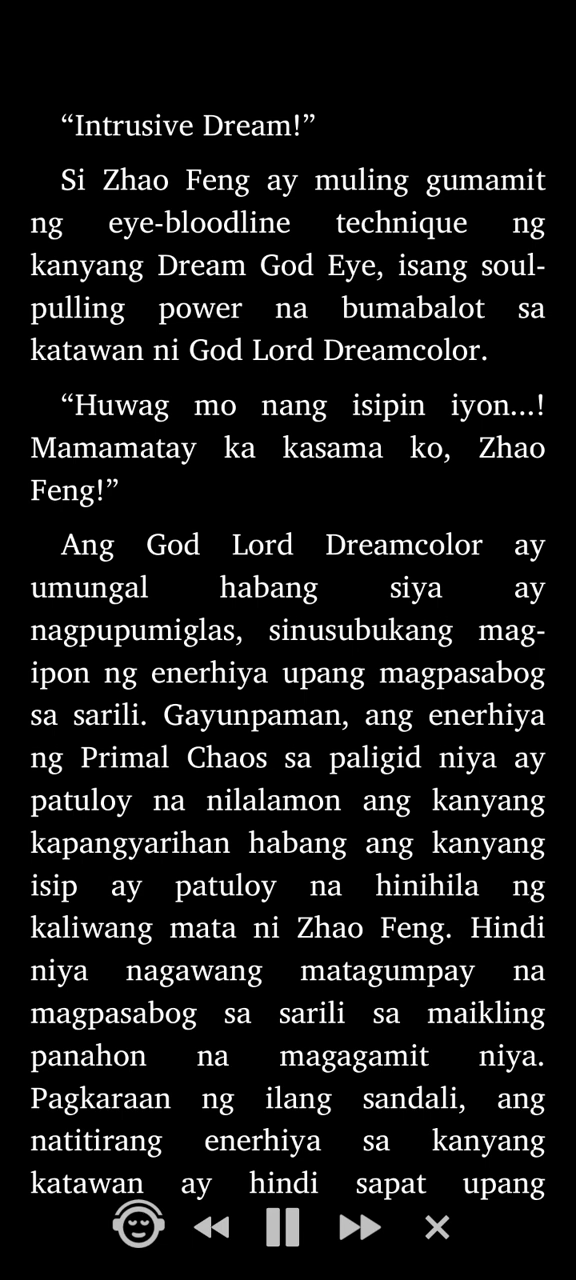 “Intrusive Dream!”
Si Zhao Feng ay muling gumamit
ng eye-bloodline technique ng
kanyang Dream God Eye, isang soul-
pulling power na bumabalot sa
katawan ni God Lord Dreamcolor.
“Huwag mo nang isipin iyon...!
Mamamatay ka kasama ko, Zhao
Feng!”
Ang God Lord Dreamcolor ay
umungal habang siya ay
nagpupumiglas, sinusubukang mag-
ipon ng enerhiya upang magpasabog
sa sarili. Gayunpaman, ang enerhiya
ng Primal Chaos sa paligid niya ay
patuloy na nilalamon ang kanyang
kapangyarihan habang ang kanyang
isip ay patuloy na hinihila ng
kaliwang mata ni Zhao Feng. Hindi
niya nagawang matagumpay na
magpasabog sa sarili sa maikling
panahon na magagamit niya.
Pagkaraan ng ilang sandali, ang
natitirang enerhiya sa kanyang
katawan ay hindi sapat upang